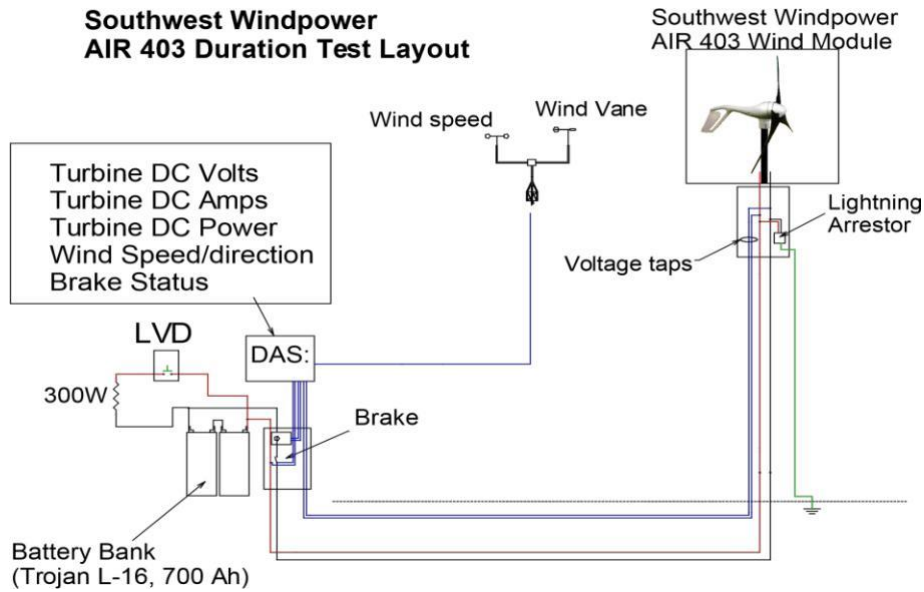 Southwest Windpower
AIR 403 Duration Test Layout
Southwest Windpower
AIR 403 Wind Module
Wind speed
Wind Vane
Turbine DC Volts
Turbine DC Amps
Turbine DC Power
Wind Speed/direction
Brake Status
Lightning
Arrestor
Voltage taps
LVD
DAS:
300W
Brake
Battery Bank
(Trojan L-16, 700 Ah)